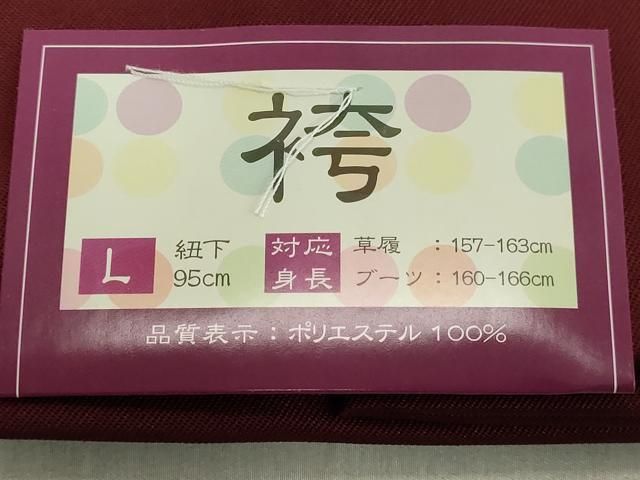 袴
L 紐下 95cm
対応身長
草履 : 157-163cm
ブーツ : 160-166cm
品質表示 : ポリエステル 100%